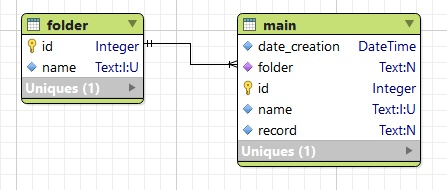 folder
id Integer
name Text:I:U
Uniques (1)
main
date_creation DateTime
folder Text:N
id Integer
name Text:I:U
record Text:N
Uniques (1)